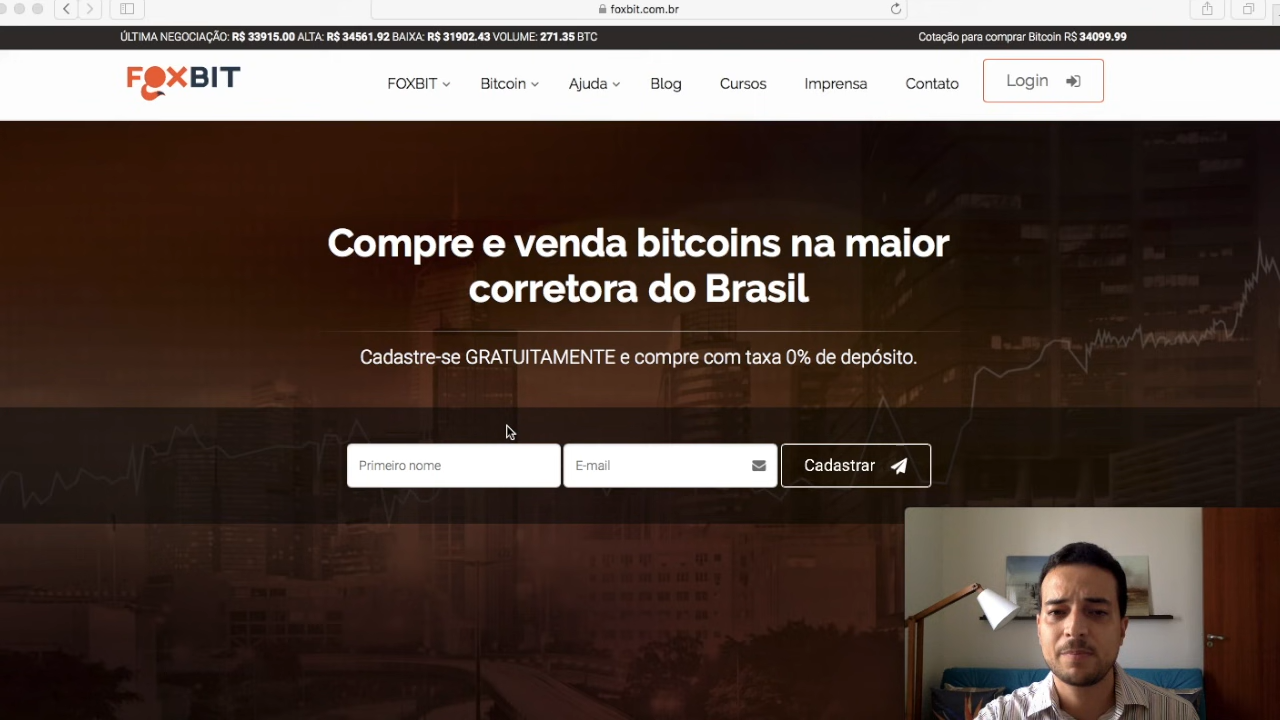 foxbit.com.br
ÚLTIMA NEGOCIAÇÃO: R$ 33915.00 ALTA: R$ 34561.92 BAIXA: R$ 31902.43 VOLUME: 271.35 BTC
Cotação para comprar Bitcoin R$ 34099.99
FOXBIT
FOXBIT
Bitcoin
Ajuda
Blog
Cursos
Imprensa
Contato
Login
Compre e venda bitcoins na maior
corretora do Brasil
Cadastre-se GRATUITAMENTE e compre com taxa 0% de depósito.
Primeiro nome
E-mail
Cadastrar